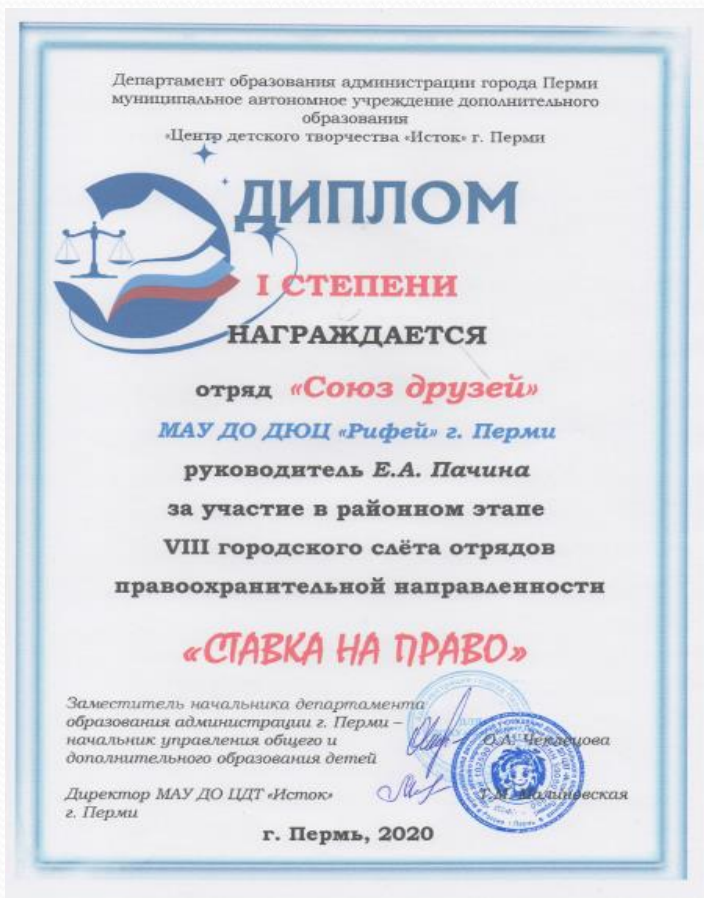 Департамент образования администрации города Перми
муниципальное автономное учреждение дополнительного
образования
«Центр детского творчества «Исток» г. Перми
ДИПЛОМ
I СТЕПЕНИ
НАГРАЖДАЕТСЯ
отряд «Союз друзей»
МАУ ДО ДЮЦ «Рифей» г. Перми
руководитель Е.А. Пачина
за участие в районном этапе
VIII городского слёта отрядов
правоохранительной направленности
«СТАВКА НА ПРАВО»
Заместитель начальника департамента
образования администрации г. Перми –
начальник управления общего и
дополнительного образования детей
О.А. Чеклецова
Директор МАУ ДО ЦДТ «Исток»
г. Перми
Т.М. Малиновская
г. Пермь, 2020